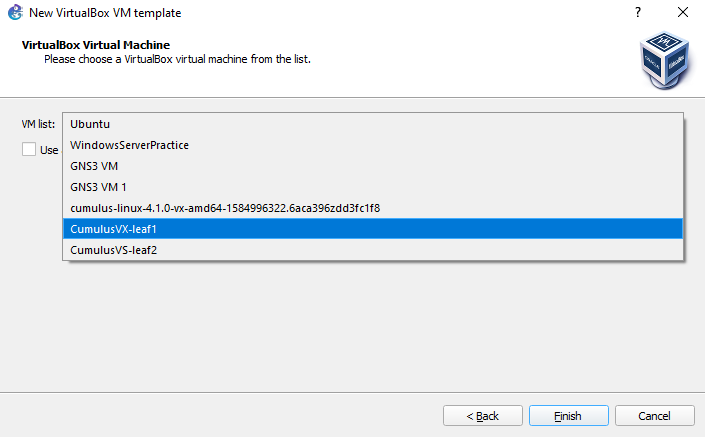 New VirtualBox VM template
?
VirtualBox Virtual Machine
Please choose a VirtualBox virtual machine from the list.
VM list:
Ubuntu
WindowsServerPractice
GNS3 VM
GNS3 VM 1
cumulus-linux-4.1.0-vx-amd64-1584996322.6aca396zdd3fc1f8
CumulusVX-leaf1
CumulusVS-leaf2
Use
< Back
Finish
Cancel